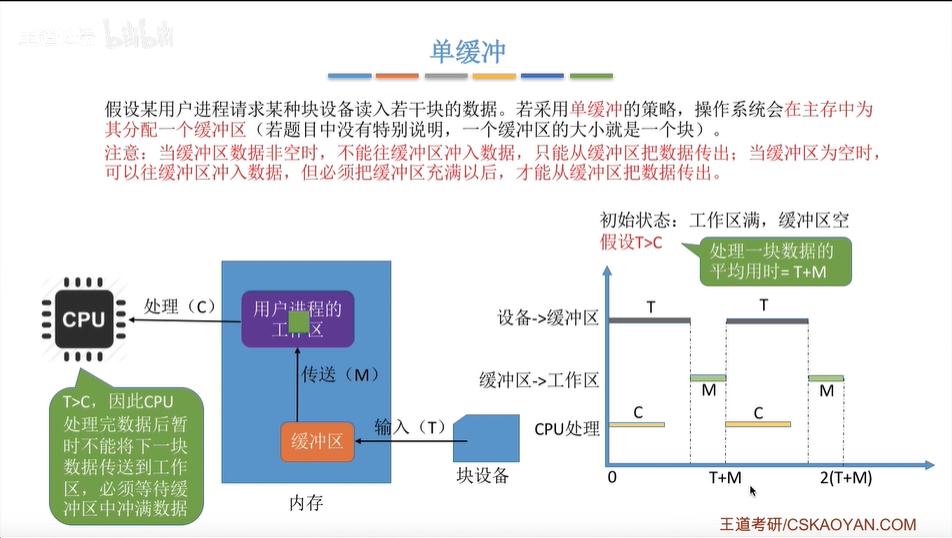 王道考研 bilibili
单缓冲
假设某用户进程请求某种块设备读入若干块的数据。若采用单缓冲的策略，操作系统会在主存中为
其分配一个缓冲区（若题目中没有特别说明，一个缓冲区的大小就是一个块）。
注意：当缓冲区数据非空时，不能往缓冲区冲入数据，只能从缓冲区把数据传出；当缓冲区为空时，
可以往缓冲区冲入数据，但必须把缓冲区充满以后，才能从缓冲区把数据传出。
初始状态：工作区满，缓冲区空
假设T>C
处理一块数据的
平均用时= T+M
CPU
处理（C）
用户进程的
工作区
传送（M）
缓冲区
输入（T）
块设备
内存
T>C，因此CPU
处理完数据后暂
时不能将下一块
数据传送到工作
区，必须等待缓
冲区中冲满数据
设备->缓冲区
T
T
缓冲区->工作区
M
M
CPU处理
C
C
0
T+M
2(T+M)
王道考研/CSKAOYAN.COM